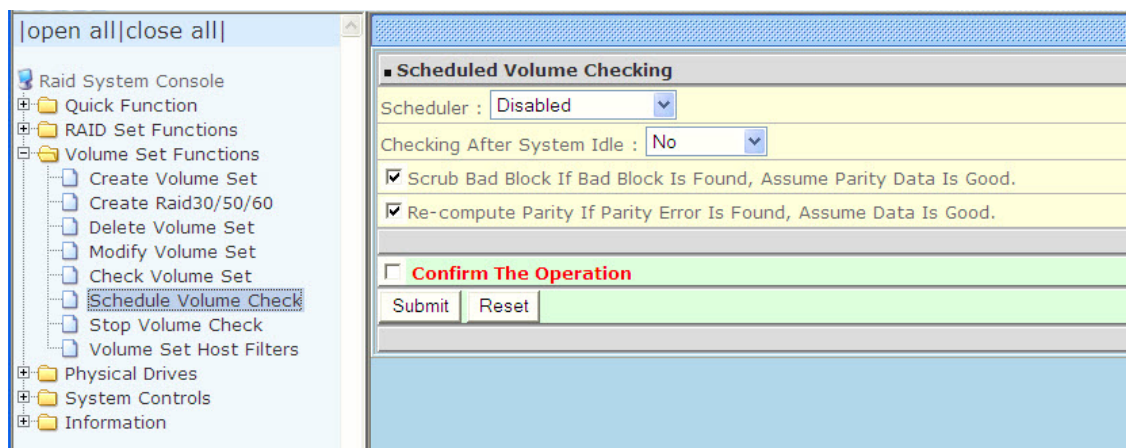 |open all|close all|
Raid System Console
Quick Function
RAID Set Functions
Volume Set Functions
Create Volume Set
Create Raid30/50/60
Delete Volume Set
Modify Volume Set
Check Volume Set
Schedule Volume Check
Stop Volume Check
Volume Set Host Filters
Physical Drives
System Controls
Information
Scheduled Volume Checking
Scheduler : Disabled
Checking After System Idle : No
Scrub Bad Block If Bad Block Is Found, Assume Parity Data Is Good.
Re-compute Parity If Parity Error Is Found, Assume Data Is Good.
Confirm The Operation
Submit Reset